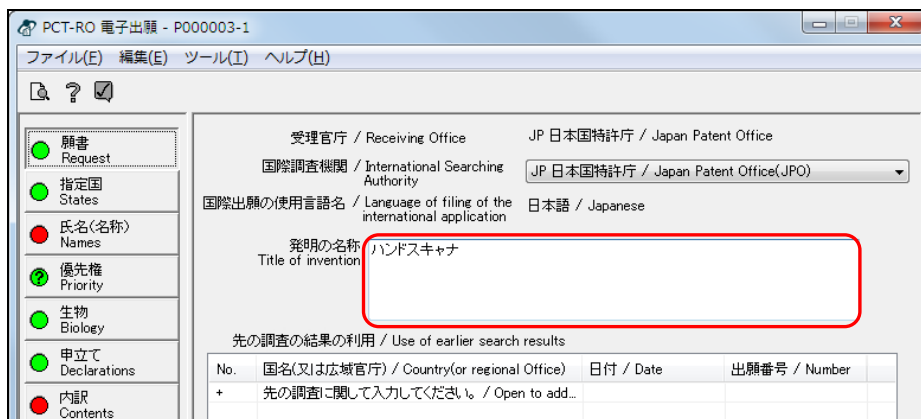 PCT-RO 電子出願 - P000003-1
ファイル(F) 編集(E) ツール(T) ヘルプ(H)
願書
Request
指定国
States
氏名(名称)
Names
優先権
Priority
生物
Biology
申立て
Declarations
内訳
Contents
受理官庁 / Receiving Office JP 日本国特許庁 / Japan Patent Office
国際調査機関 / International Searching
Authority
JP 日本国特許庁 / Japan Patent Office(JPO)
国際出願の使用言語名 / Language of filing of the
international application
日本語 / Japanese
発明の名称
Title of invention
ハンドスキャナ
先の調査の結果の利用 / Use of earlier search results
No. 国名(又は広域官庁) / Country(or regional Office) 日付 / Date 出願番号 / Number
+ 先の調査に関して入力してください。 / Open to add...